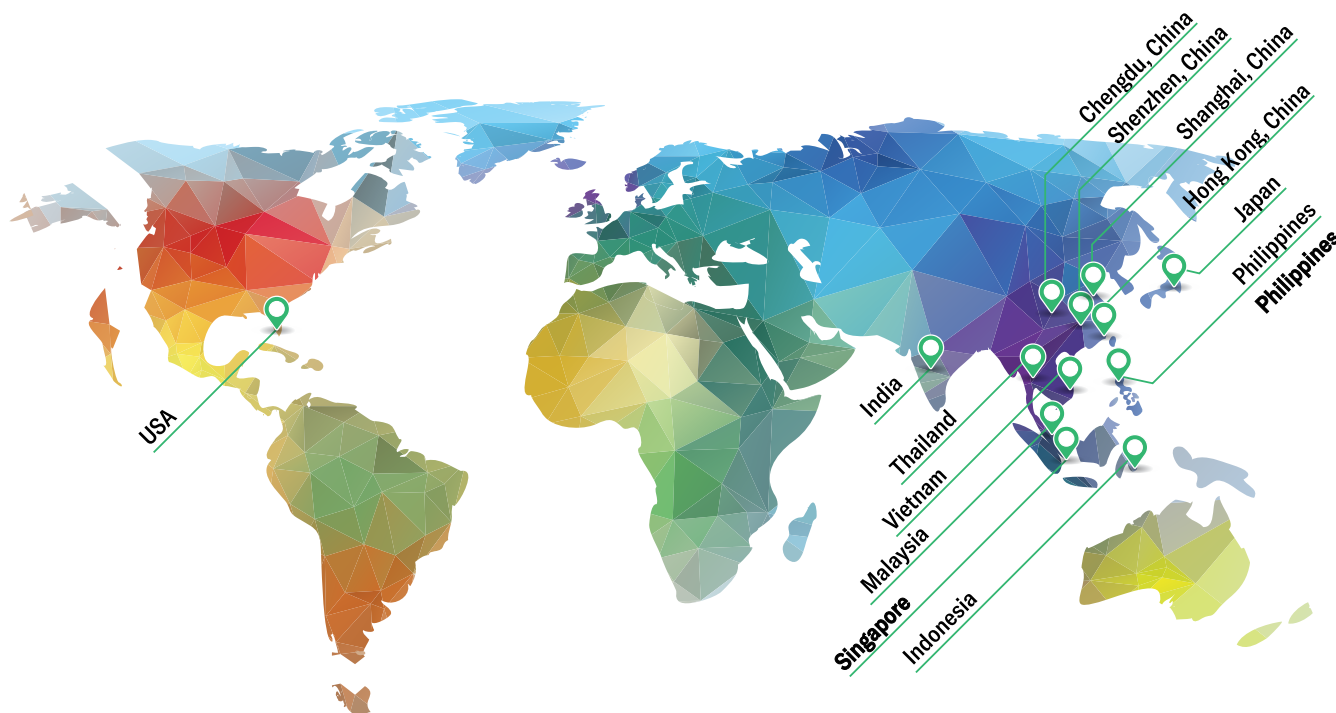 Chengdu, China
Shenzhen, China
Shanghai, China
Hong Kong, China
Japan
Philippines
Philippines
USA
India
Thailand
Vietnam
Malaysia
Singapore
Indonesia